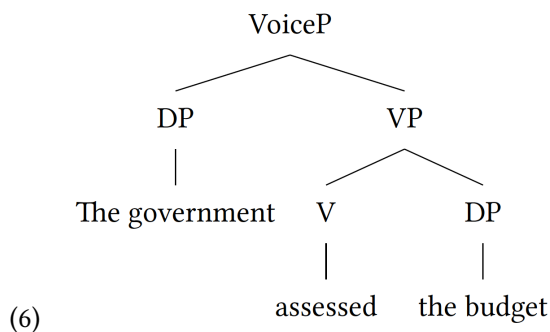 VoiceP
DP VP
The government V DP
(6) assessed the budget